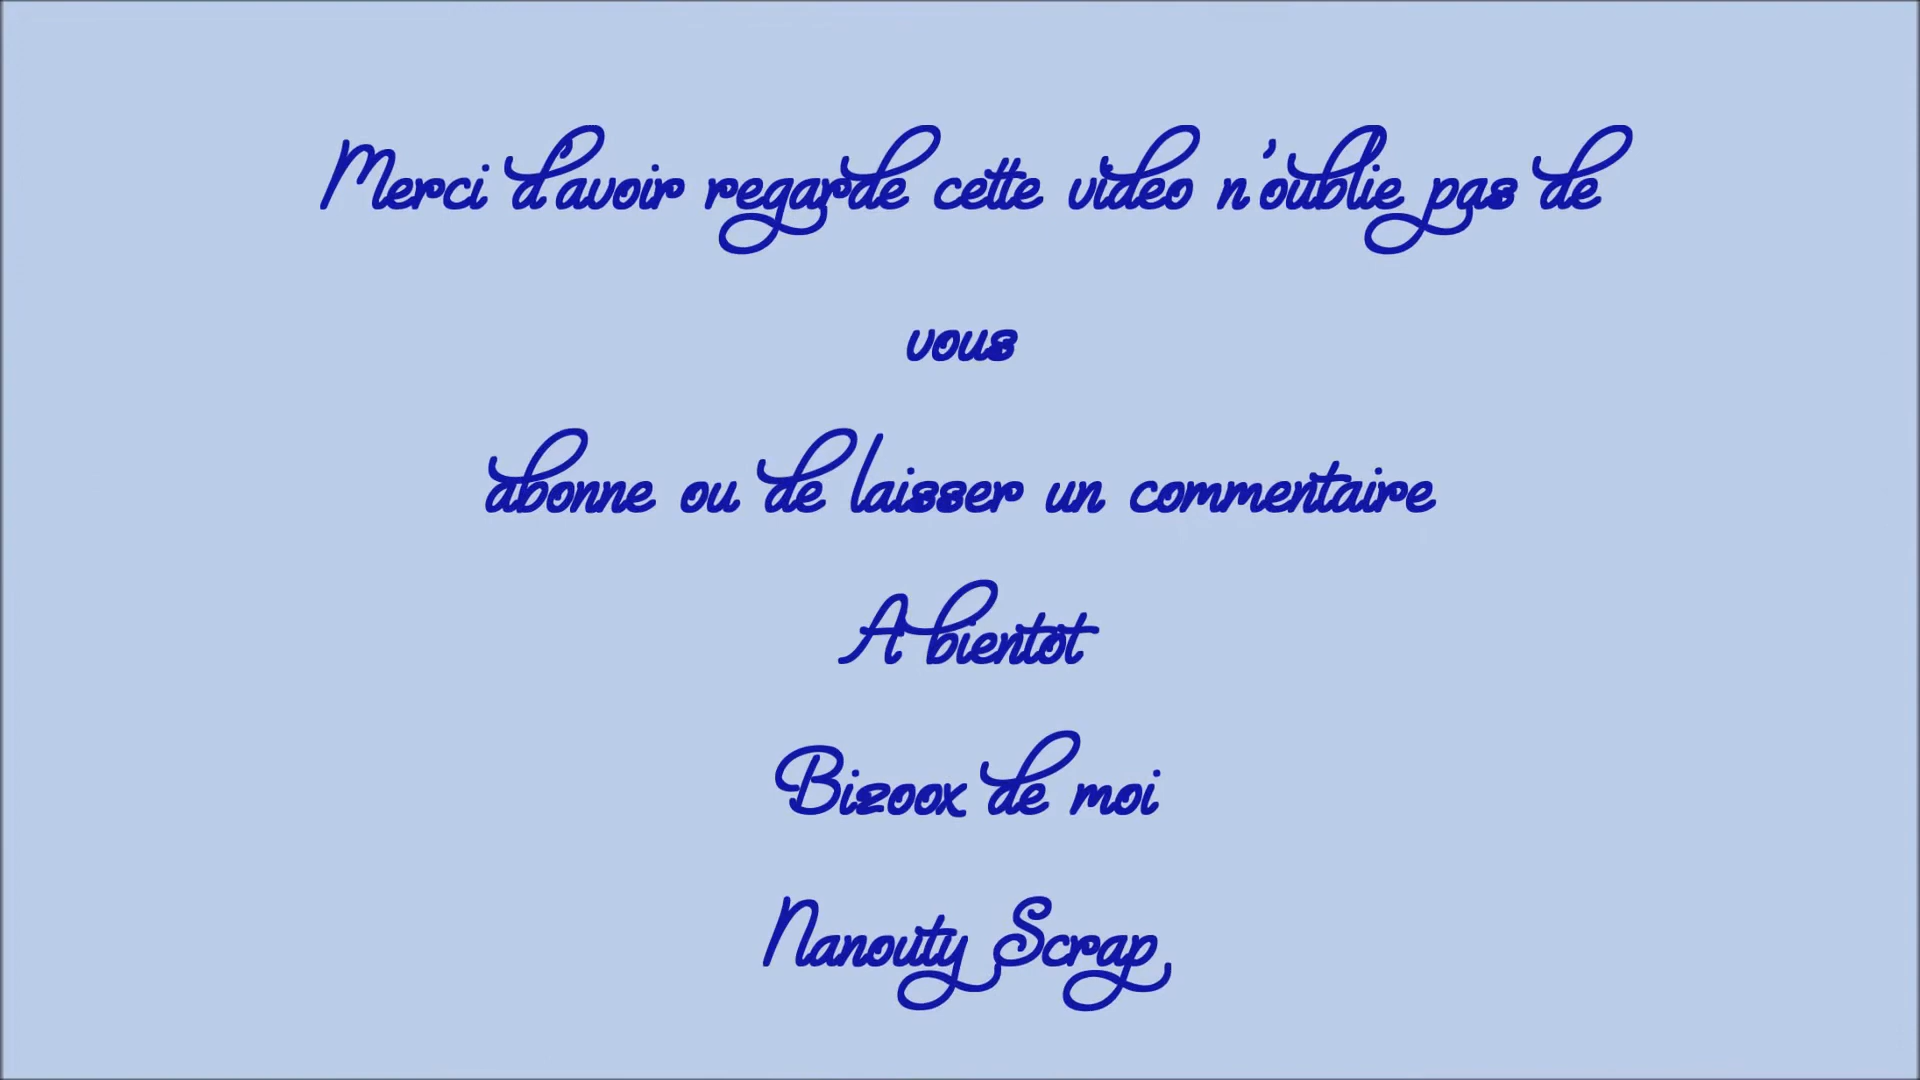 Merci d'avoir regarde cette video n'oublie pas de
vous
abonne ou de laisser un commentaire
A bientot
Bizoox de moi
Nanouty Scrap